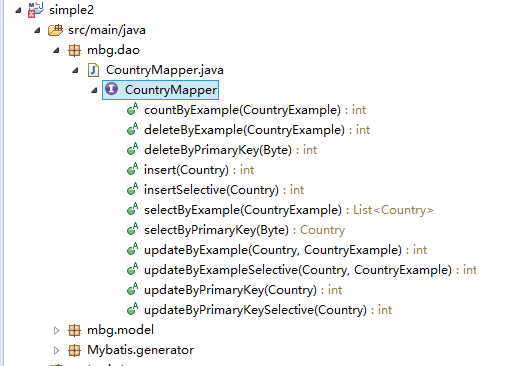 simple2
src/main/java
mbg.dao
CountryMapper.java
CountryMapper
countByExample(CountryExample) : int
deleteByExample(CountryExample) : int
deleteByPrimaryKey(Byte) : int
insert(Country) : int
insertSelective(Country) : int
selectByExample(CountryExample) : List<Country>
selectByPrimaryKey(Byte) : Country
updateByExample(Country, CountryExample) : int
updateByExampleSelective(Country, CountryExample) : int
updateByPrimaryKey(Country) : int
updateByPrimaryKeySelective(Country) : int
mbg.model
Mybatis.generator